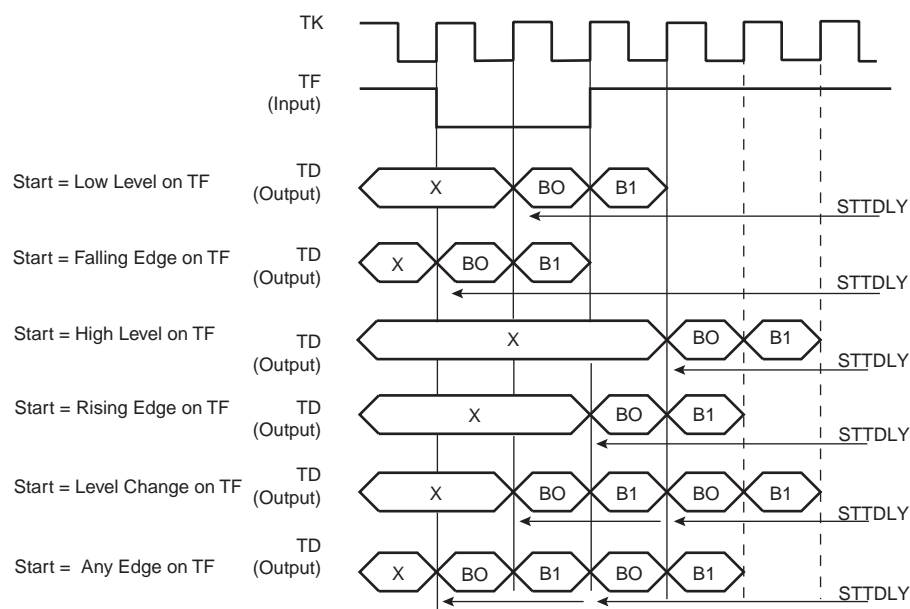 TK
TF
(Input)
Start = Low Level on TF
TD
(Output)
X
BO
B1
STTDLY
Start = Falling Edge on TF
TD
(Output)
X
BO
B1
STTDLY
Start = High Level on TF
TD
(Output)
X
BO
B1
STTDLY
Start = Rising Edge on TF
TD
(Output)
X
BO
B1
STTDLY
Start = Level Change on TF
TD
(Output)
X
BO
B1
BO
B1
STTDLY
Start = Any Edge on TF
TD
(Output)
X
BO
B1
BO
B1
STTDLY